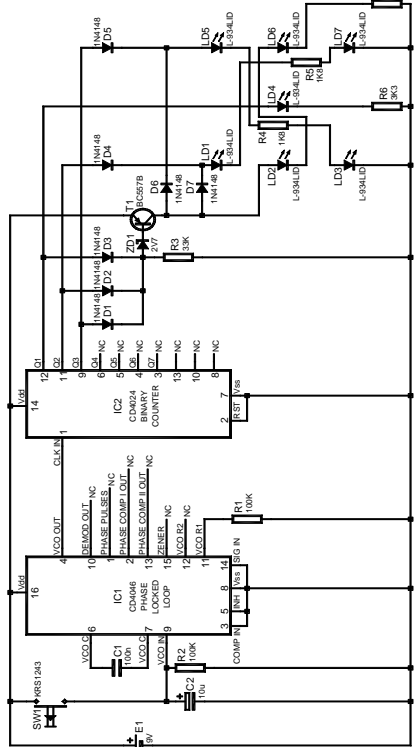 E1
9V
SW1
KRS1243
C2
10u
R2
100K
C1
100n
VCO C
6
VCO C
7
VCO IN
9
16
Vdd
IC1
CD4046
PHASE
LOCKED
LOOP
3
5
8
14
COMP IN
INH
Vss
SIG IN
4
VCO OUT
10
DEMOD OUT
NC
1
PHASE PULSES
NC
2
PHASE COMP I OUT
NC
13
PHASE COMP II OUT
NC
15
ZENER
NC
12
VCO R2
NC
11
VCO R1
R1
100K
CLK IN
1
14
Vdd
IC2
CD4024
BINARY
COUNTER
2
7
RST
Vss
12
Q1
11
Q2
9
Q3
6
Q4
NC
5
Q5
NC
4
Q6
NC
3
Q7
NC
13
NC
10
NC
8
NC
1N4148
D1
1N4148
D2
1N4148
D3
ZD1
2V7
T1
BC557B
R3
33K
1N4148
D4
1N4148
D5
D6
1N4148
D7
1N4148
LD1
L-934LID
LD5
L-934LID
LD2
L-934LID
LD3
L-934LID
LD4
L-934LID
LD6
L-934LID
LD7
L-934LID
R4
1K8
R5
1K8
R6
3K3